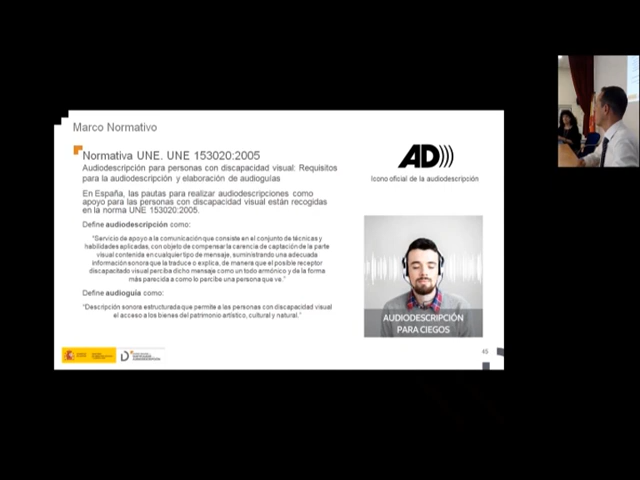 Marco Normativo
Normativa UNE. UNE 153020:2005
Audiodescripción para personas con discapacidad visual: Requisitos
para la audiodescripción y elaboración de audioguías
En España, las pautas para realizar audiodescripciones como
apoyo para las personas con discapacidad visual están recogidas
en la norma UNE 153020:2005.
Define audiodescripción como:
"Servicio de apoyo a la comunicación que consiste en el conjunto de técnicas y
habilidades aplicadas, con objeto de compensar la carencia de captación de la parte
visual contenida en cualquier tipo de mensaje, suministrando una adecuada
información sonora que la traduce o explica, de manera que el posible receptor
discapacitado visual perciba dicho mensaje como un todo armónico y de la forma
más parecida a como lo percibe una persona que ve."
Define audioguía como:
"Descripción sonora estructurada que permite a las personas con discapacidad visual
el acceso a los bienes del patrimonio artístico, cultural y natural."
AD)))
Icono oficial de la audiodescripción
AUDIODESCRIPCIÓN
PARA CIEGOS
45